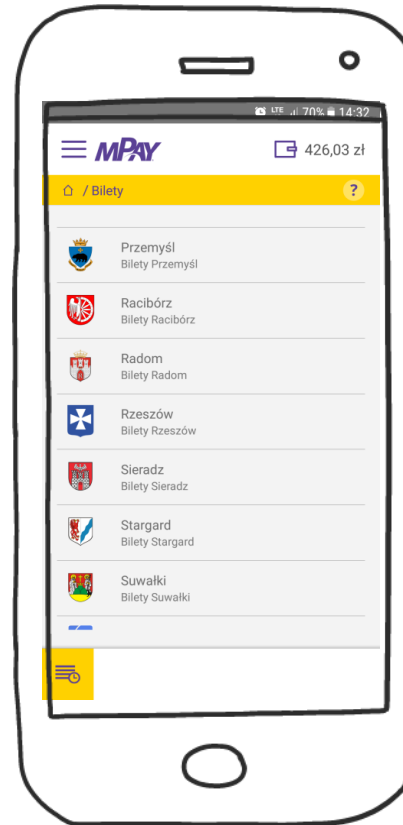 LTE 70% 14:32
mPAY 426,03 zł
/ Bilety ?
Przemyśl
Bilety Przemyśl
Racibórz
Bilety Racibórz
Radom
Bilety Radom
Rzeszów
Bilety Rzeszów
Sieradz
Bilety Sieradz
Stargard
Bilety Stargard
Suwałki
Bilety Suwałki